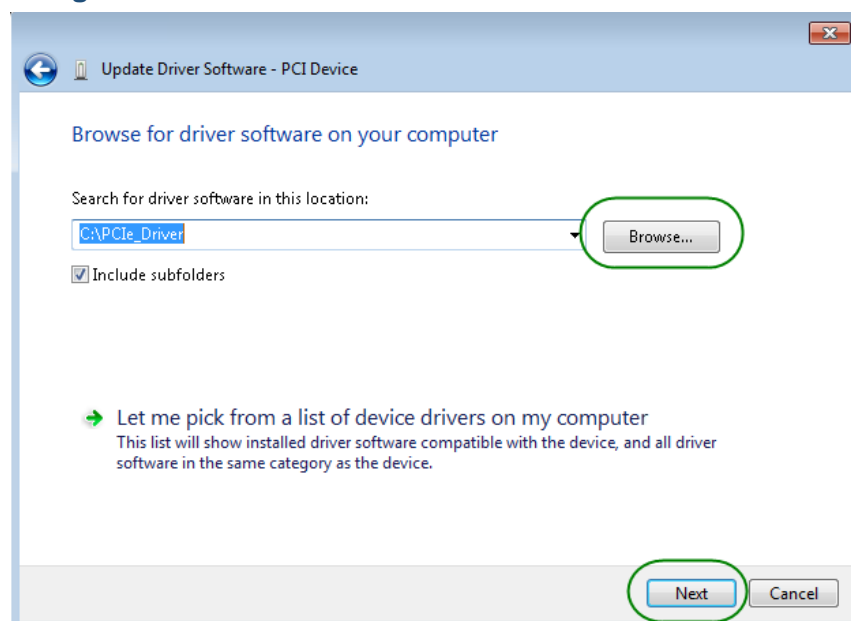 Update Driver Software - PCI Device
Browse for driver software on your computer
Search for driver software in this location:
C:\PCIe_Driver
Browse...
Include subfolders
Let me pick from a list of device drivers on my computer
This list will show installed driver software compatible with the device, and all driver
software in the same category as the device.
Next
Cancel